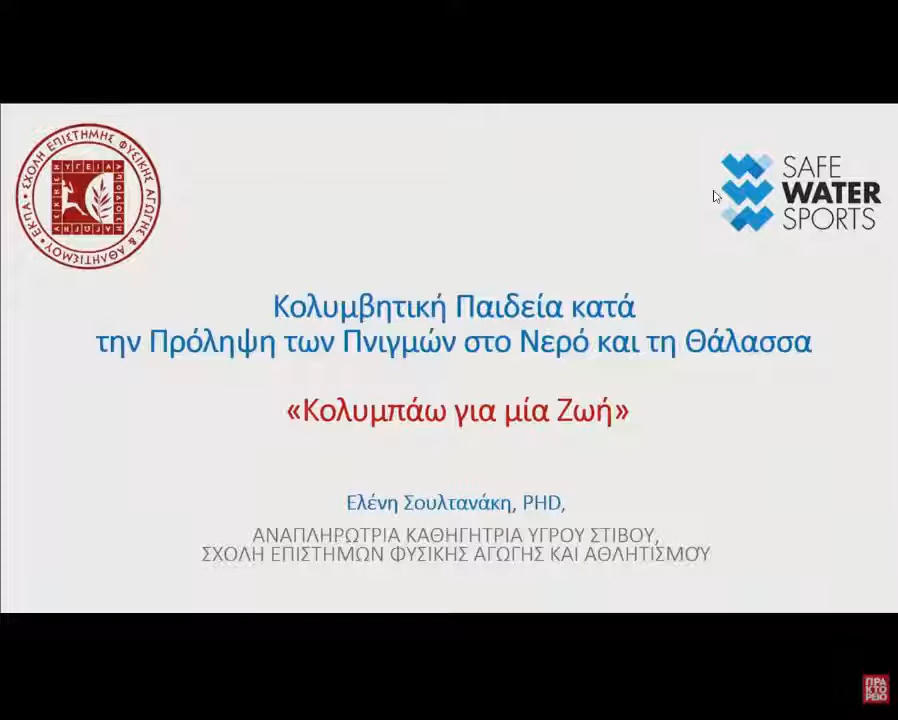 ΣΧΟΛΗ ΕΠΙΣΤΗΜΗΣ ΦΥΣΙΚΗΣ ΑΓΩΓΗΣ & ΑΘΛΗΤΙΣΜΟΥ • ΕΚΠΑ •
SAFE
WATER
SPORTS
Κολυμβητική Παιδεία κατά
την Πρόληψη των Πνιγμών στο Νερό και τη Θάλασσα
«Κολυμπάω για μία Ζωή»
Ελένη Σουλτανάκη, PHD,
ΑΝΑΠΛΗΡΩΤΡΙΑ ΚΑΘΗΓΗΤΡΙΑ ΥΓΡΟΥ ΣΤΙΒΟΥ,
ΣΧΟΛΗ ΕΠΙΣΤΗΜΩΝ ΦΥΣΙΚΗΣ ΑΓΩΓΗΣ ΚΑΙ ΑΘΛΗΤΙΣΜΟΥ
ΠΡΑ
ΚΤΟ
ΡΕΙΟ